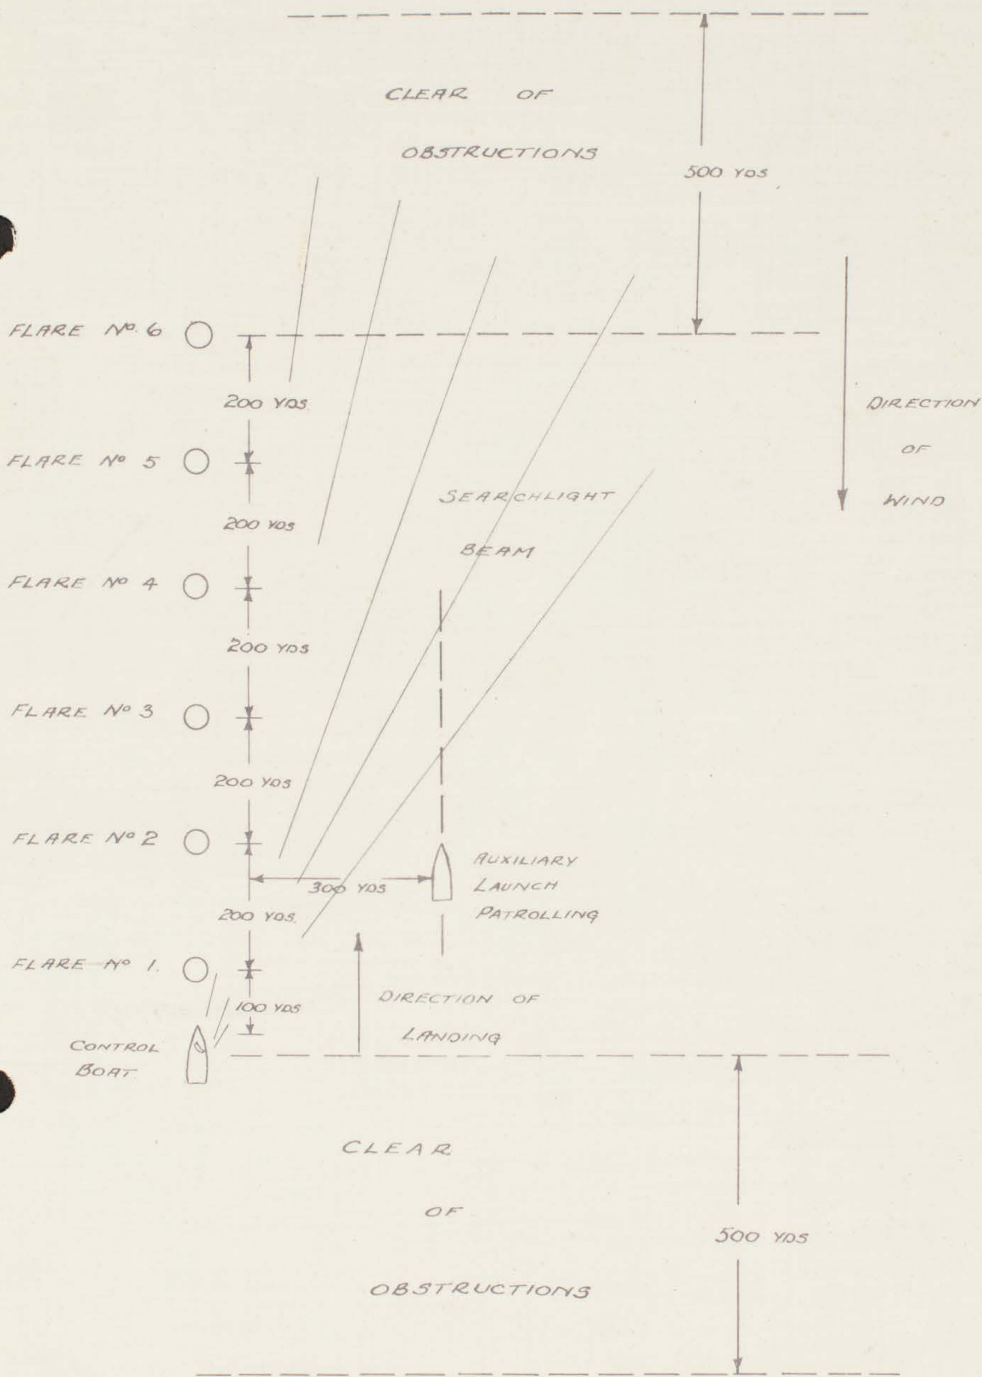 CLEAR OF
OBSTRUCTIONS
500 YDS
FLARE Nº 6
200 YDS.
DIRECTION
OF
WIND
FLARE Nº 5
SEARCHLIGHT
200 YDS
BEAM
FLARE Nº 4
200 YDS
FLARE Nº 3
200 YDS
FLARE Nº 2
AUXILIARY
LAUNCH
PATROLLING
300 YDS
200 YDS.
FLARE Nº 1.
100 YDS
DIRECTION OF
LANDING
CONTROL
BOAT
CLEAR
OF
OBSTRUCTIONS
500 YDS